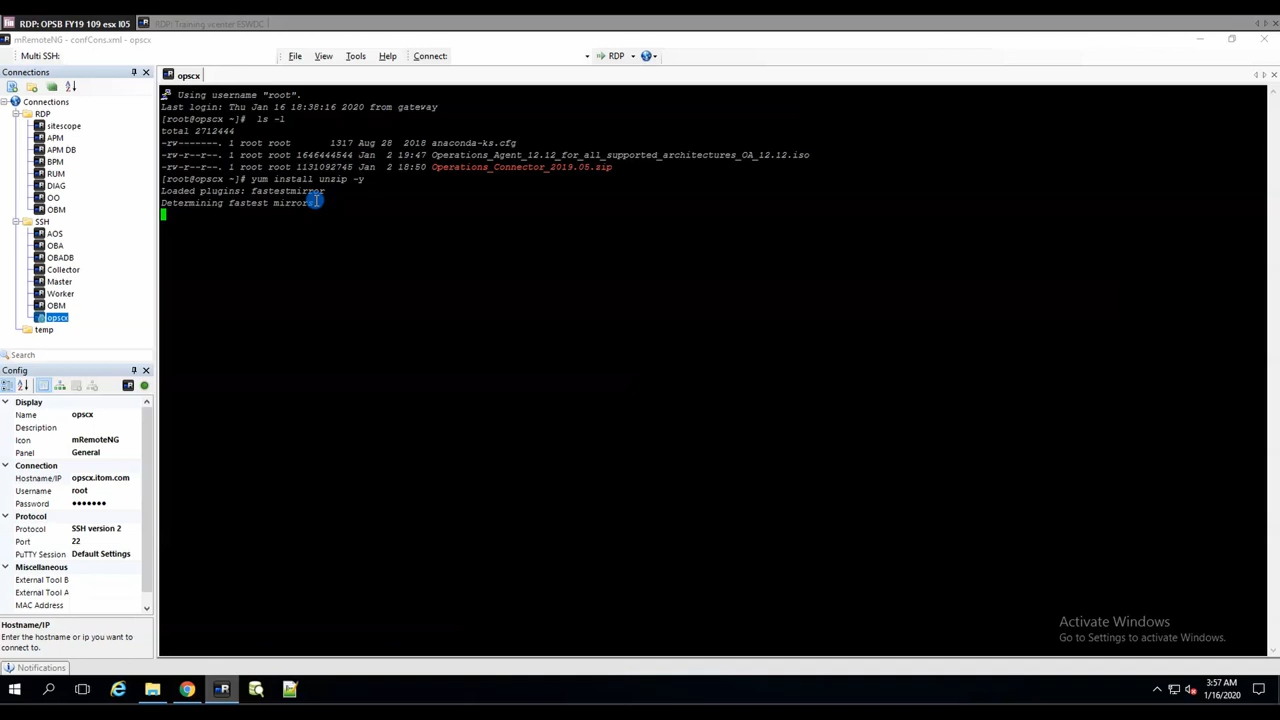 RDP: OPSB FY19 109 esx I05
RDP: Training vcenter ESWDC
mRemoteNG - confCons.xml - opscx
Multi SSH:
File View Tools Help Connect: RDP
Connections
opscx
Connections
RDP
sitescope
APM
APM DB
BPM
RUM
DIAG
OO
OBM
SSH
AOS
OBA
OBADB
Collector
Master
Worker
OBM
opscx
temp
Search
Config
Display
Name opscx
Description
Icon mRemoteNG
Panel General
Connection
Hostname/IP opscx.itom.com
Username root
Password •••••••
Protocol
Protocol SSH version 2
Port 22
PuTTY Session Default Settings
Miscellaneous
External Tool B
External Tool A
MAC Address
Hostname/IP
Enter the hostname or ip you want to connect to.
Notifications
Using username "root".
Last login: Thu Jan 16 18:38:16 2020 from gateway
[root@opscx ~]# ls -l
total 2712444
-rw-------. 1 root root 1317 Aug 28 2018 anaconda-ks.cfg
-rw-r--r--. 1 root root 1646444544 Jan 2 19:47 Operations_Agent_12.12_for_all_supported_architectures_OA_12.12.iso
-rw-r--r--. 1 root root 1131092745 Jan 2 18:50 Operations_Connector_2019.05.zip
[root@opscx ~]# yum install unzip -y
Loaded plugins: fastestmirror
Determining fastest mirrors
Activate Windows
Go to Settings to activate Windows.
3:57 AM
1/16/2020